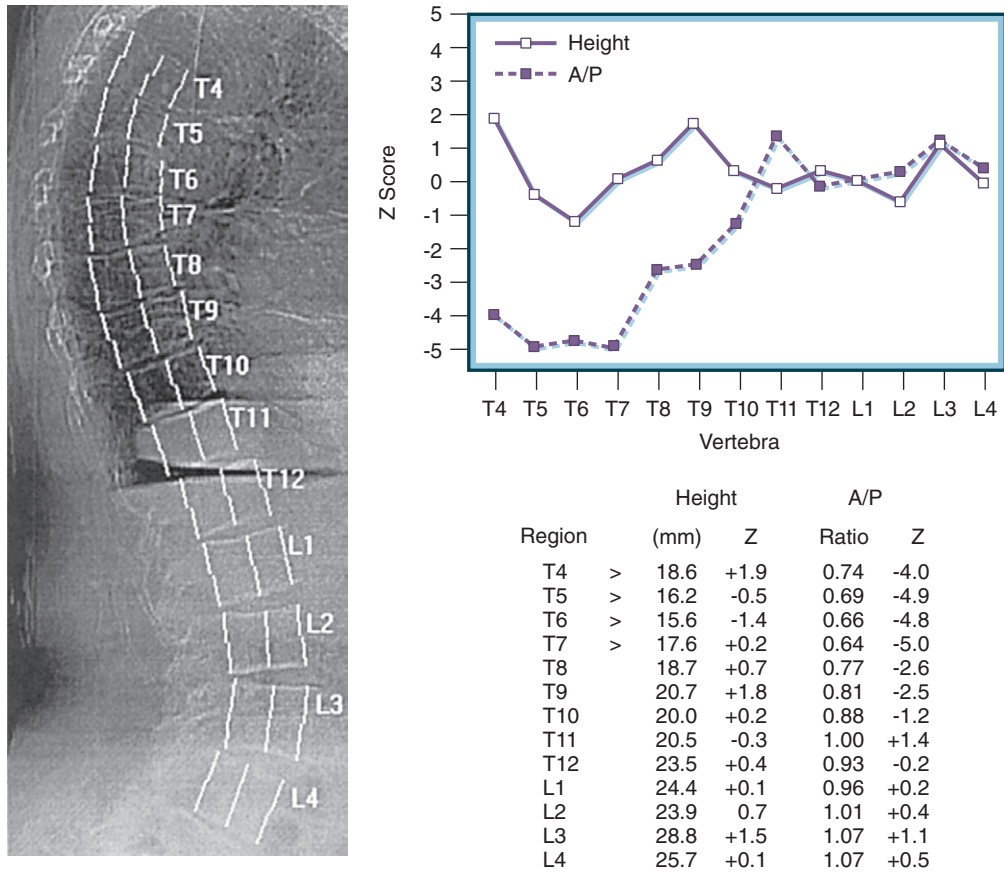 T4
T5
T6
T7
T8
T9
T10
T11
T12
L1
L2
L3
L4
5
4
3
2
1
0
-1
-2
-3
-4
-5
Z Score
Height
A/P
T4 T5 T6 T7 T8 T9 T10 T11 T12 L1 L2 L3 L4
Vertebra
Height A/P
Region (mm) Z Ratio Z
T4 > 18.6 +1.9 0.74 -4.0
T5 > 16.2 -0.5 0.69 -4.9
T6 > 15.6 -1.4 0.66 -4.8
T7 > 17.6 +0.2 0.64 -5.0
T8 18.7 +0.7 0.77 -2.6
T9 20.7 +1.8 0.81 -2.5
T10 20.0 +0.2 0.88 -1.2
T11 20.5 -0.3 1.00 +1.4
T12 23.5 +0.4 0.93 -0.2
L1 24.4 +0.1 0.96 +0.2
L2 23.9 0.7 1.01 +0.4
L3 28.8 +1.5 1.07 +1.1
L4 25.7 +0.1 1.07 +0.5